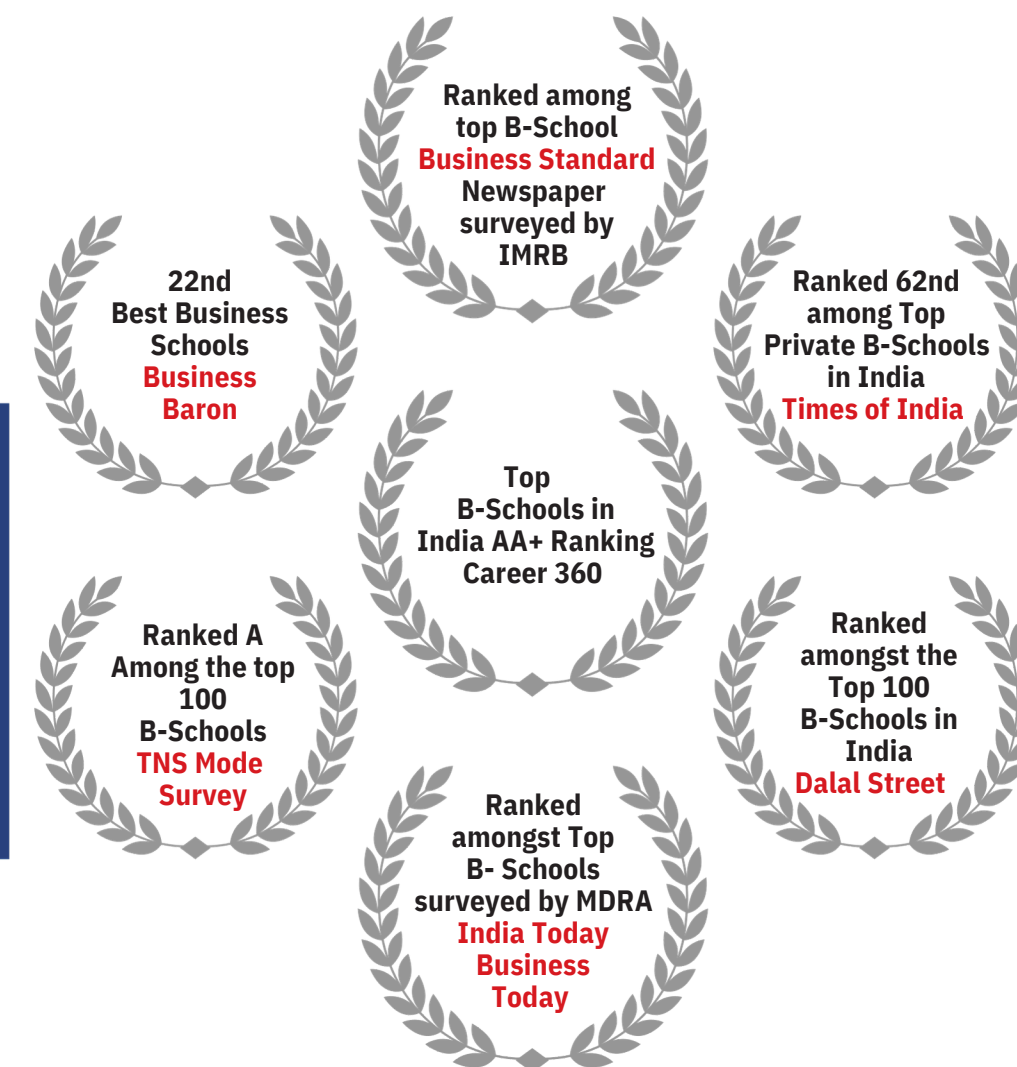 Ranked among
top B-School
Business Standard
Newspaper
surveyed by
IMRB
22nd
Best Business
Schools
Business
Baron
Ranked 62nd
among Top
Private B-Schools
in India
Times of India
Top
B-Schools in
India AA+ Ranking
Career 360
Ranked A
Among the top
100
B-Schools
TNS Mode
Survey
Ranked
amongst the
Top 100
B-Schools in
India
Dalal Street
Ranked
amongst Top
B- Schools
surveyed by MDRA
India Today
Business
Today